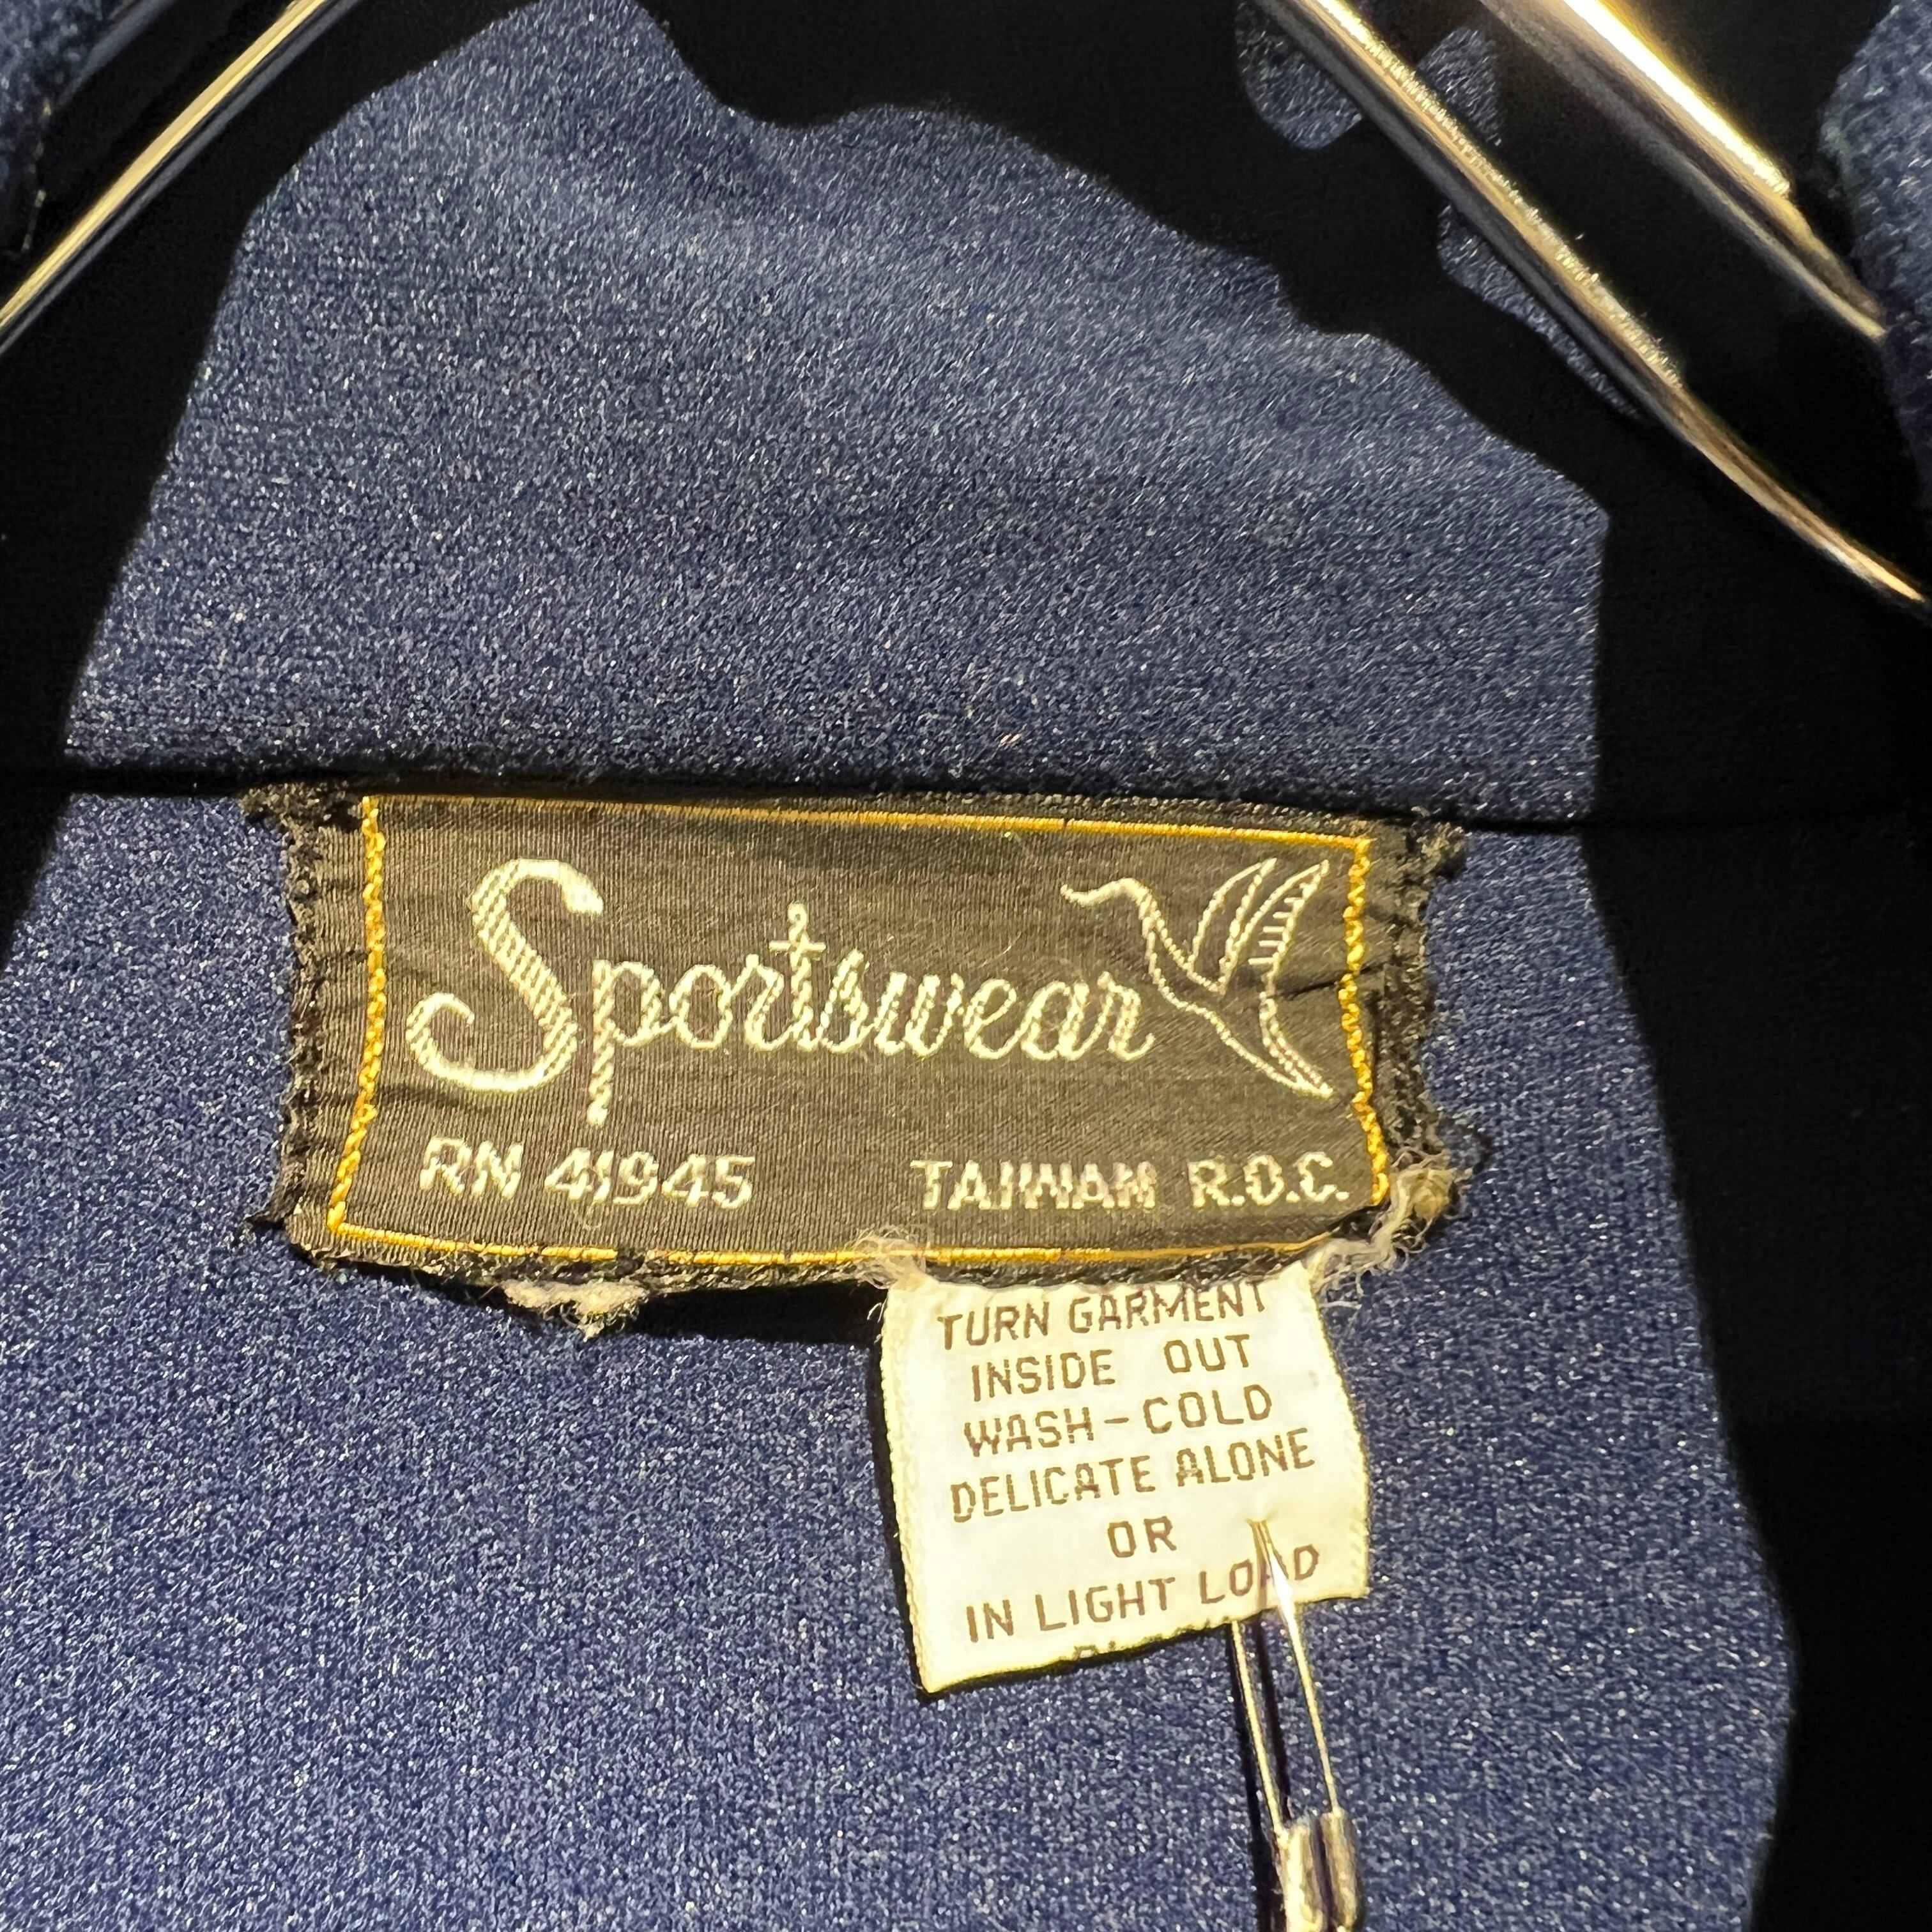 Sportswear
RN 41945 TAIWAN R.O.C.
TURN GARMENT
INSIDE OUT
WASH-COLD
DELICATE ALONE
OR
IN LIGHT LOAD